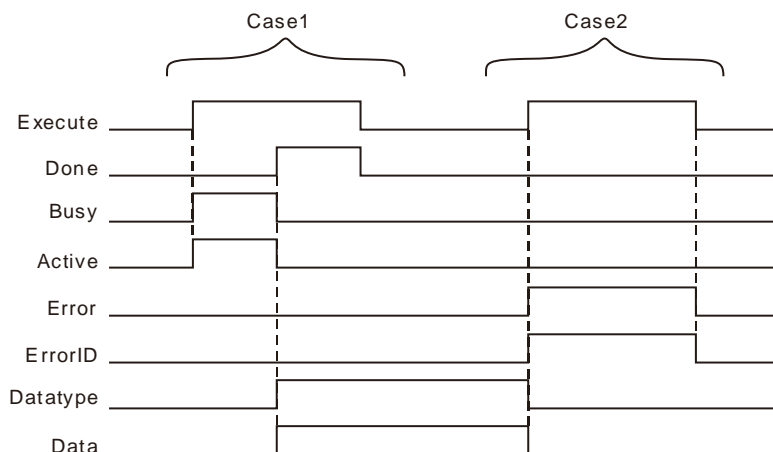 Case1 Case2
Execute
Done
Busy
Active
Error
ErrorID
Datatype
Data